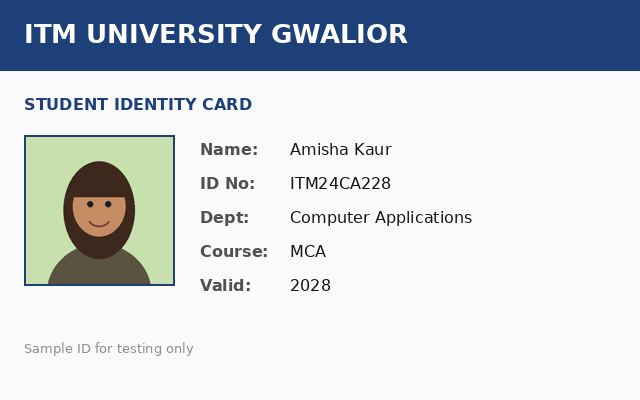 ITM UNIVERSITY GWALIOR
STUDENT IDENTITY CARD
Name: Amisha Kaur
ID No: ITM24CA228
Dept: Computer Applications
Course: MCA
Valid: 2028
Sample ID for testing only